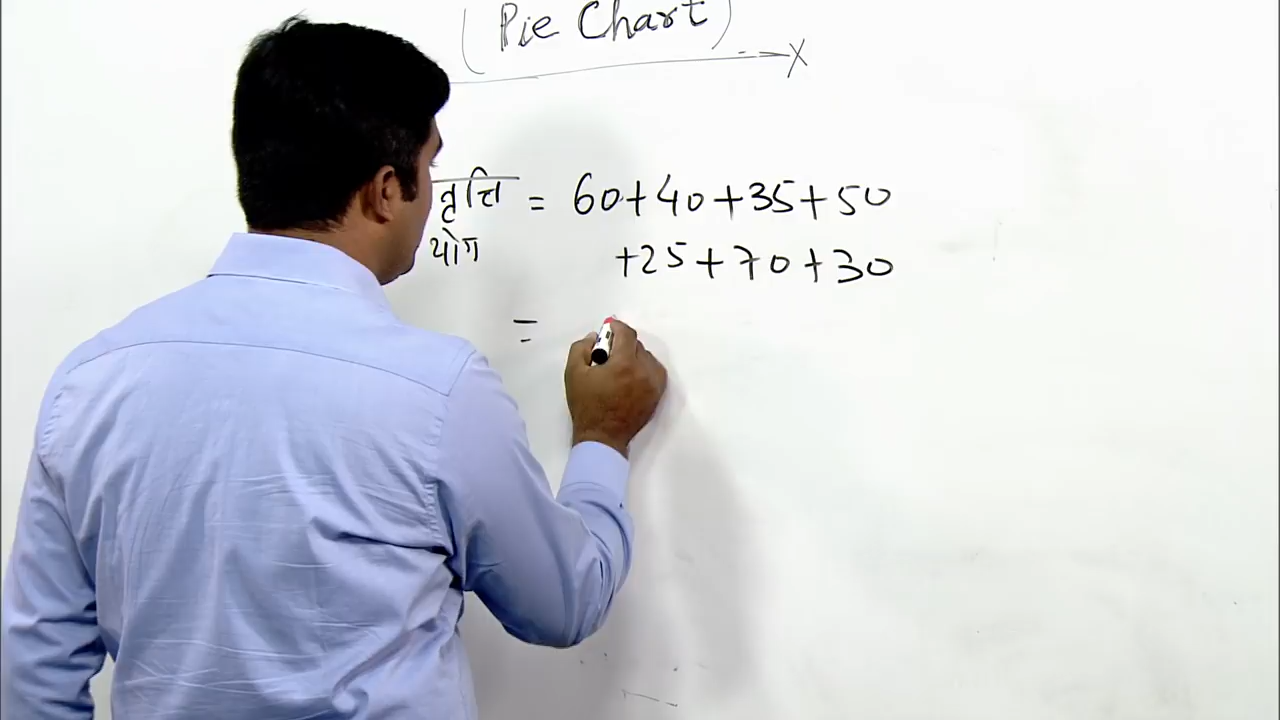 (Pie Chart)
वृत्ति = 60+40+35+50
योग +25+70+30
=